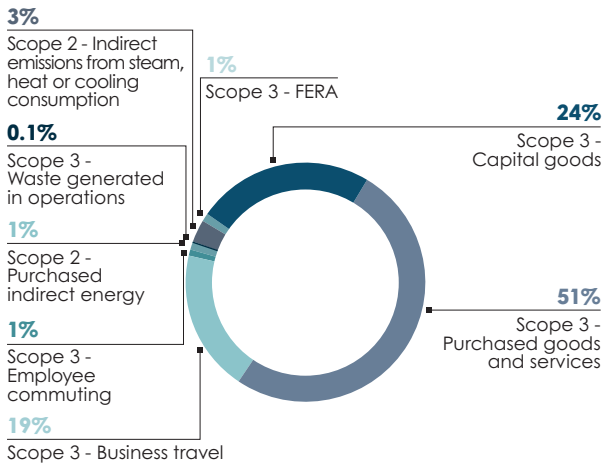 3%
Scope 2 - Indirect
emissions from steam,
heat or cooling
consumption
1%
Scope 3 - FERA
24%
Scope 3 -
Capital goods
0.1%
Scope 3 -
Waste generated
in operations
1%
Scope 2 -
Purchased
indirect energy
51%
Scope 3 -
Purchased goods
and services
1%
Scope 3 -
Employee
commuting
19%
Scope 3 - Business travel